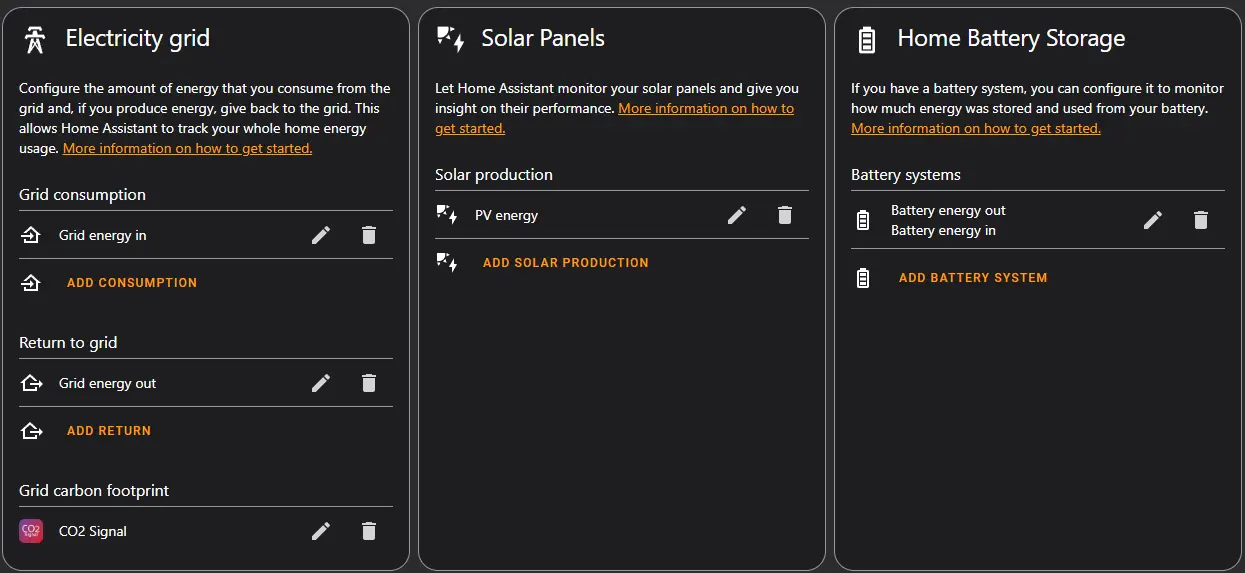 Electricity grid
Configure the amount of energy that you consume from the
grid and, if you produce energy, give back to the grid. This
allows Home Assistant to track your whole home energy
usage. More information on how to get started.
Grid consumption
Grid energy in
ADD CONSUMPTION
Return to grid
Grid energy out
ADD RETURN
Grid carbon footprint
CO2 signal
CO2 Signal
Solar Panels
Let Home Assistant monitor your solar panels and give you
insight on their performance. More information on how to
get started.
Solar production
PV energy
ADD SOLAR PRODUCTION
Home Battery Storage
If you have a battery system, you can configure it to monitor
how much energy was stored and used from your battery.
More information on how to get started.
Battery systems
Battery energy out
Battery energy in
ADD BATTERY SYSTEM